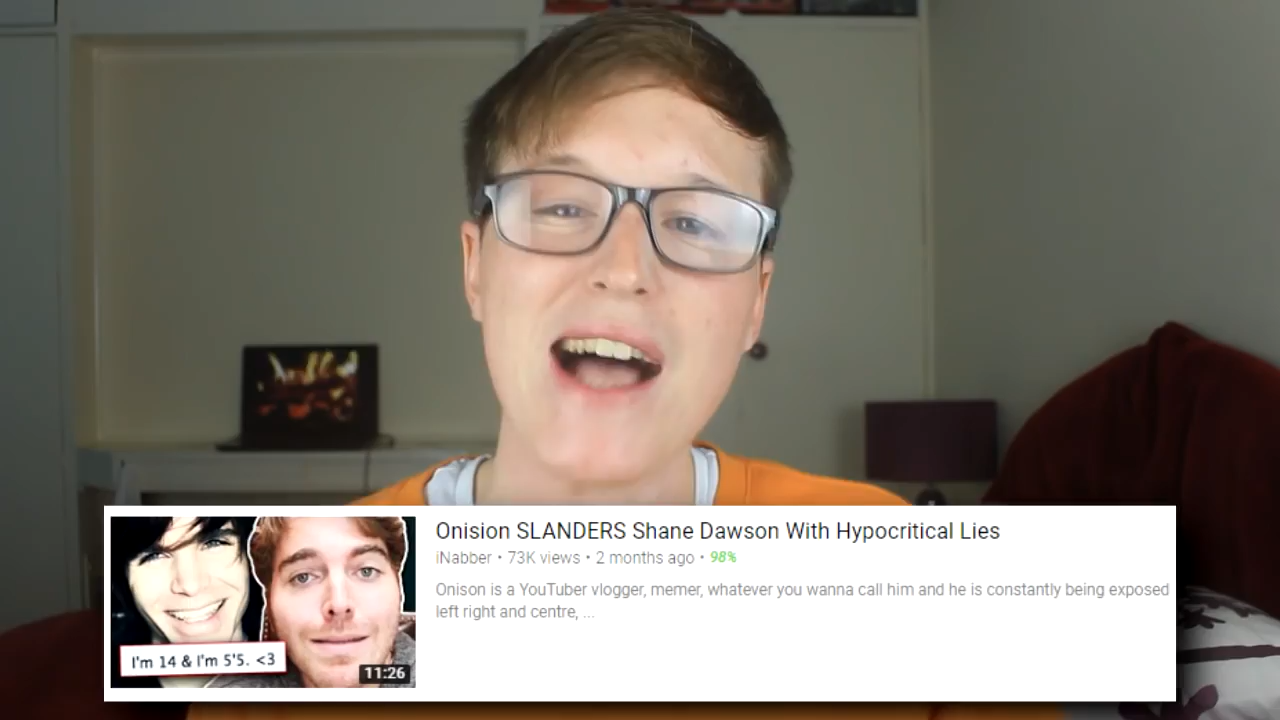 Onision SLANDERS Shane Dawson With Hypocritical Lies
iNabber • 73K views • 2 months ago • 98%
Onison is a YouTuber vlogger, memer, whatever you wanna call him and he is constantly being exposed
left right and centre, ...
I'm 14 & I'm 5'5. <3
11:26